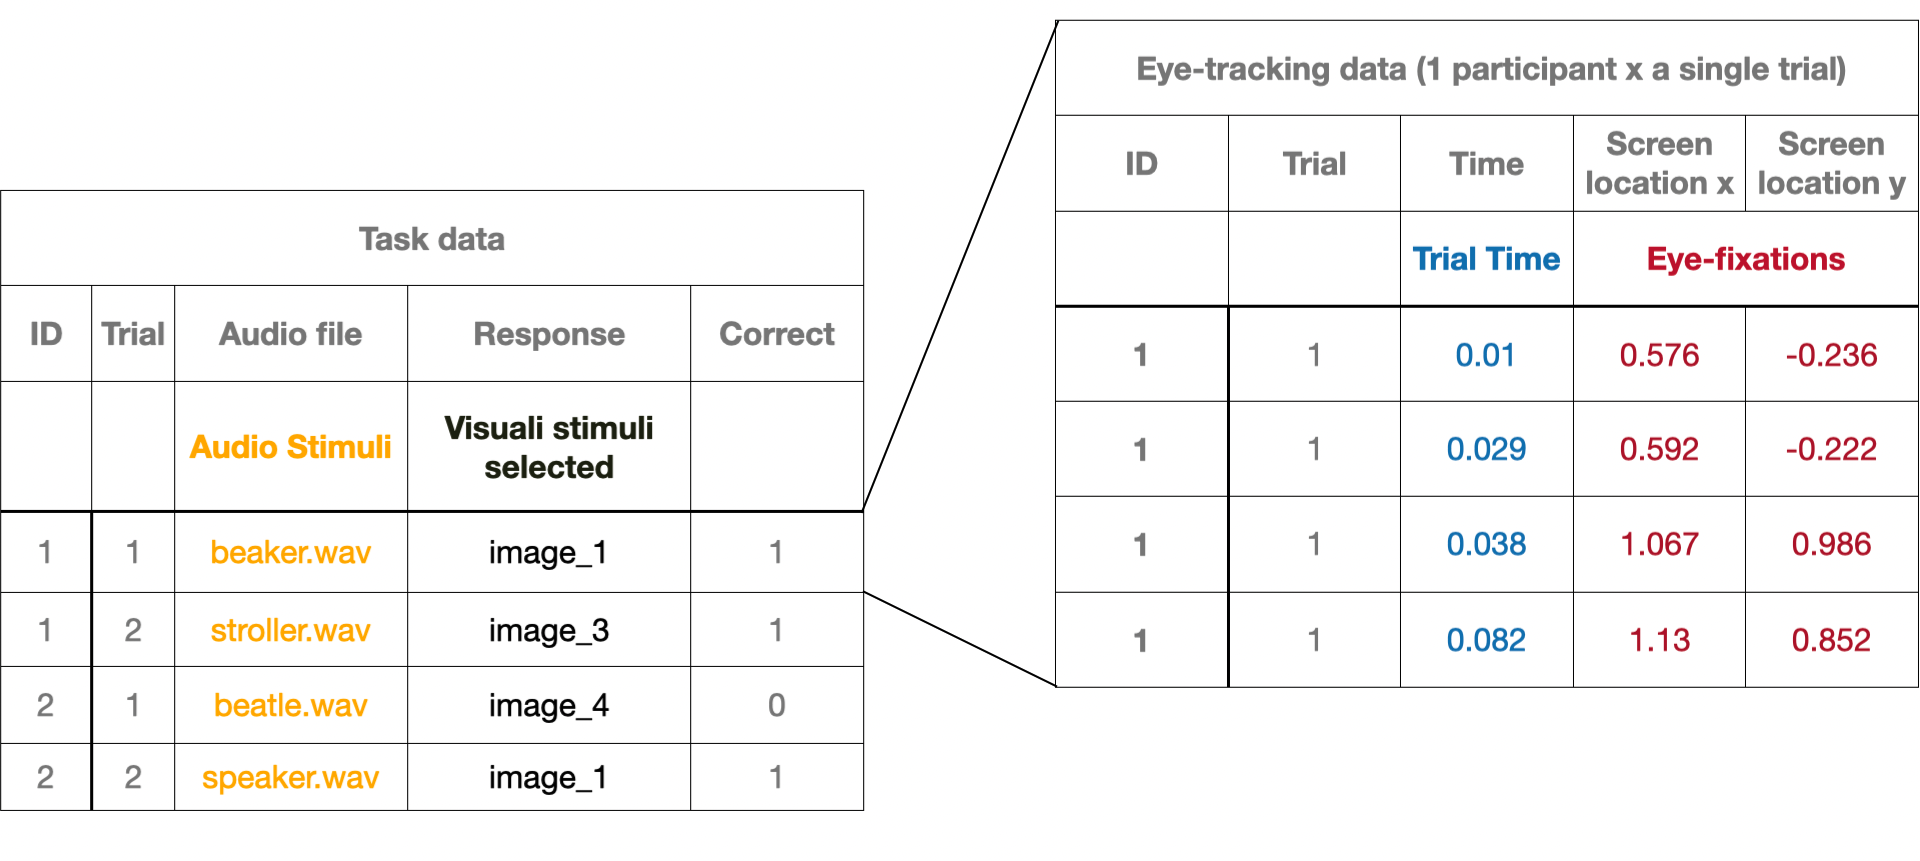 Task data
ID Trial Audio file Response Correct
Audio Stimuli Visuali stimuli
selected
1 1 beaker.wav image_1 1
1 2 stroller.wav image_3 1
2 1 beatle.wav image_4 0
2 2 speaker.wav image_1 1
Eye-tracking data (1 participant x a single trial)
ID Trial Time Screen location x Screen location y
Trial Time Eye-fixations
1 1 0.01 0.576 -0.236
1 1 0.029 0.592 -0.222
1 1 0.038 1.067 0.986
1 1 0.082 1.13 0.852